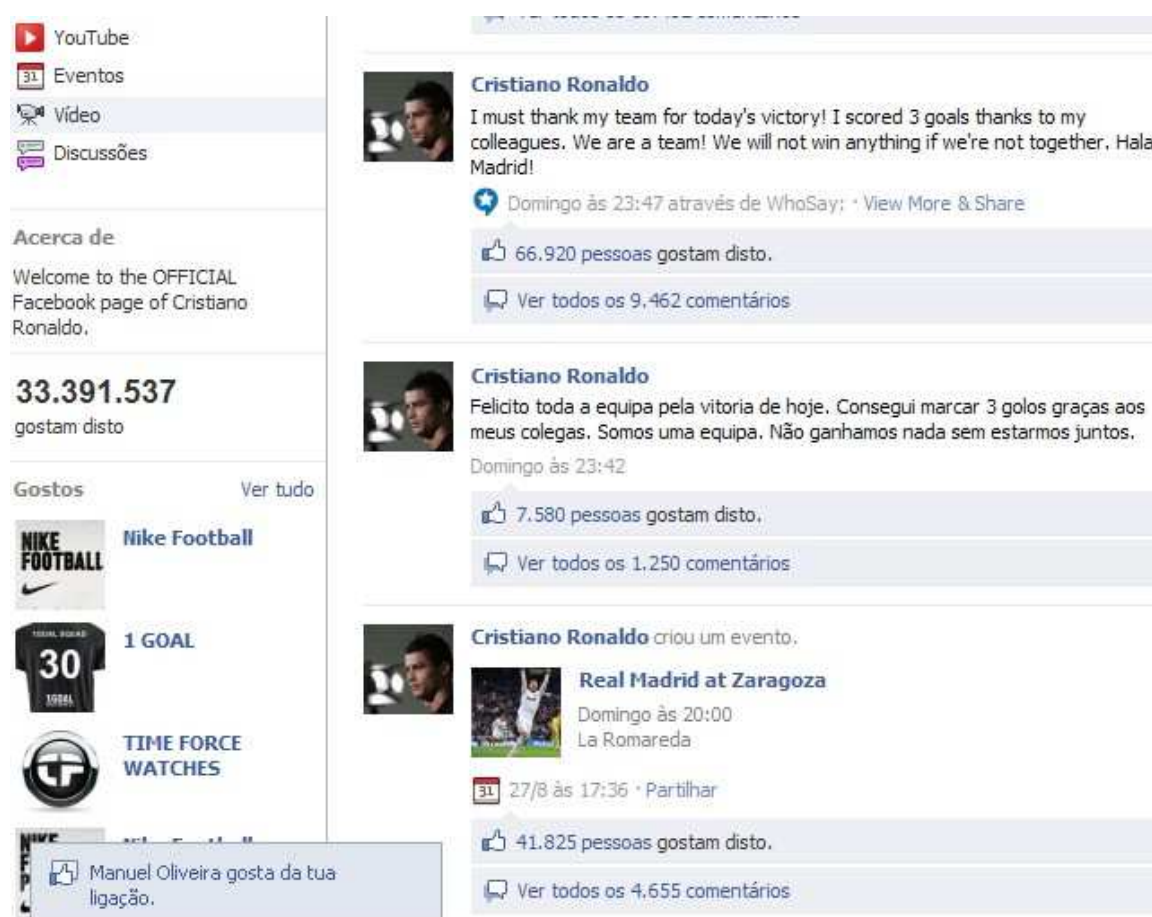 YouTube
31 Eventos
Vídeo
Discussões
Acerca de
Welcome to the OFFICIAL
Facebook page of Cristiano
Ronaldo.
33.391.537
gostam disto
Gostos Ver tudo
NIKE
FOOTBALL
Nike Football
30
1GOAL
1 GOAL
TIME FORCE
WATCHES
Manuel Oliveira gosta da tua
ligação.
Cristiano Ronaldo
I must thank my team for today's victory! I scored 3 goals thanks to my
colleagues. We are a team! We will not win anything if we're not together. Hala
Madrid!
Domingo às 23:47 através de WhoSay; · View More & Share
66.920 pessoas gostam disto.
Ver todos os 9.462 comentários
Cristiano Ronaldo
Felicito toda a equipa pela vitoria de hoje. Consegui marcar 3 golos graças aos
meus colegas. Somos uma equipa. Não ganhamos nada sem estarmos juntos.
Domingo às 23:42
7.580 pessoas gostam disto.
Ver todos os 1.250 comentários
Cristiano Ronaldo criou um evento.
Real Madrid at Zaragoza
Domingo às 20:00
La Romareda
31 27/8 às 17:36 · Partilhar
41.825 pessoas gostam disto.
Ver todos os 4.655 comentários